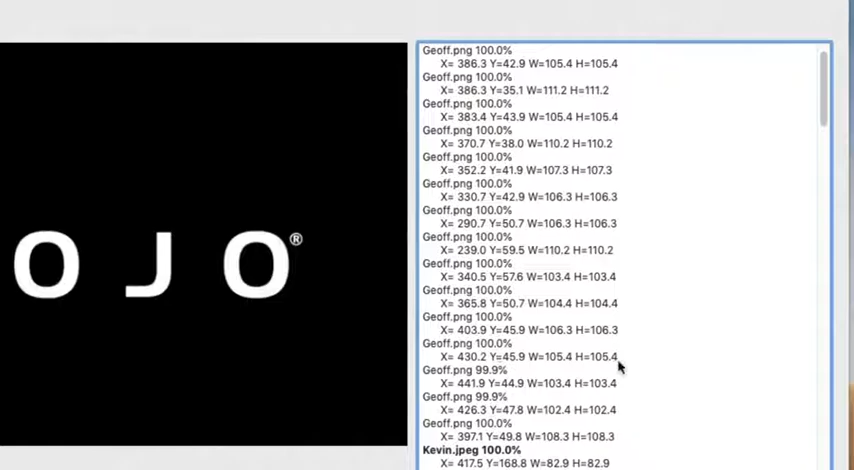 O J O®
Geoff.png 100.0%
X= 386.3 Y=42.9 W=105.4 H=105.4
Geoff.png 100.0%
X= 386.3 Y=35.1 W=111.2 H=111.2
Geoff.png 100.0%
X= 383.4 Y=43.9 W=105.4 H=105.4
Geoff.png 100.0%
X= 370.7 Y=38.0 W=110.2 H=110.2
Geoff.png 100.0%
X= 352.2 Y=41.9 W=107.3 H=107.3
Geoff.png 100.0%
X= 330.7 Y=42.9 W=106.3 H=106.3
Geoff.png 100.0%
X= 290.7 Y=50.7 W=106.3 H=106.3
Geoff.png 100.0%
X= 239.0 Y=59.5 W=110.2 H=110.2
Geoff.png 100.0%
X= 340.5 Y=57.6 W=103.4 H=103.4
Geoff.png 100.0%
X= 365.8 Y=50.7 W=104.4 H=104.4
Geoff.png 100.0%
X= 403.9 Y=45.9 W=106.3 H=106.3
Geoff.png 100.0%
X= 430.2 Y=45.9 W=105.4 H=105.4
Geoff.png 99.9%
X= 441.9 Y=44.9 W=103.4 H=103.4
Geoff.png 99.9%
X= 426.3 Y=47.8 W=102.4 H=102.4
Geoff.png 100.0%
X= 397.1 Y=49.8 W=108.3 H=108.3
Kevin.jpeg 100.0%
X= 417.5 Y=168.8 W=82.9 H=82.9